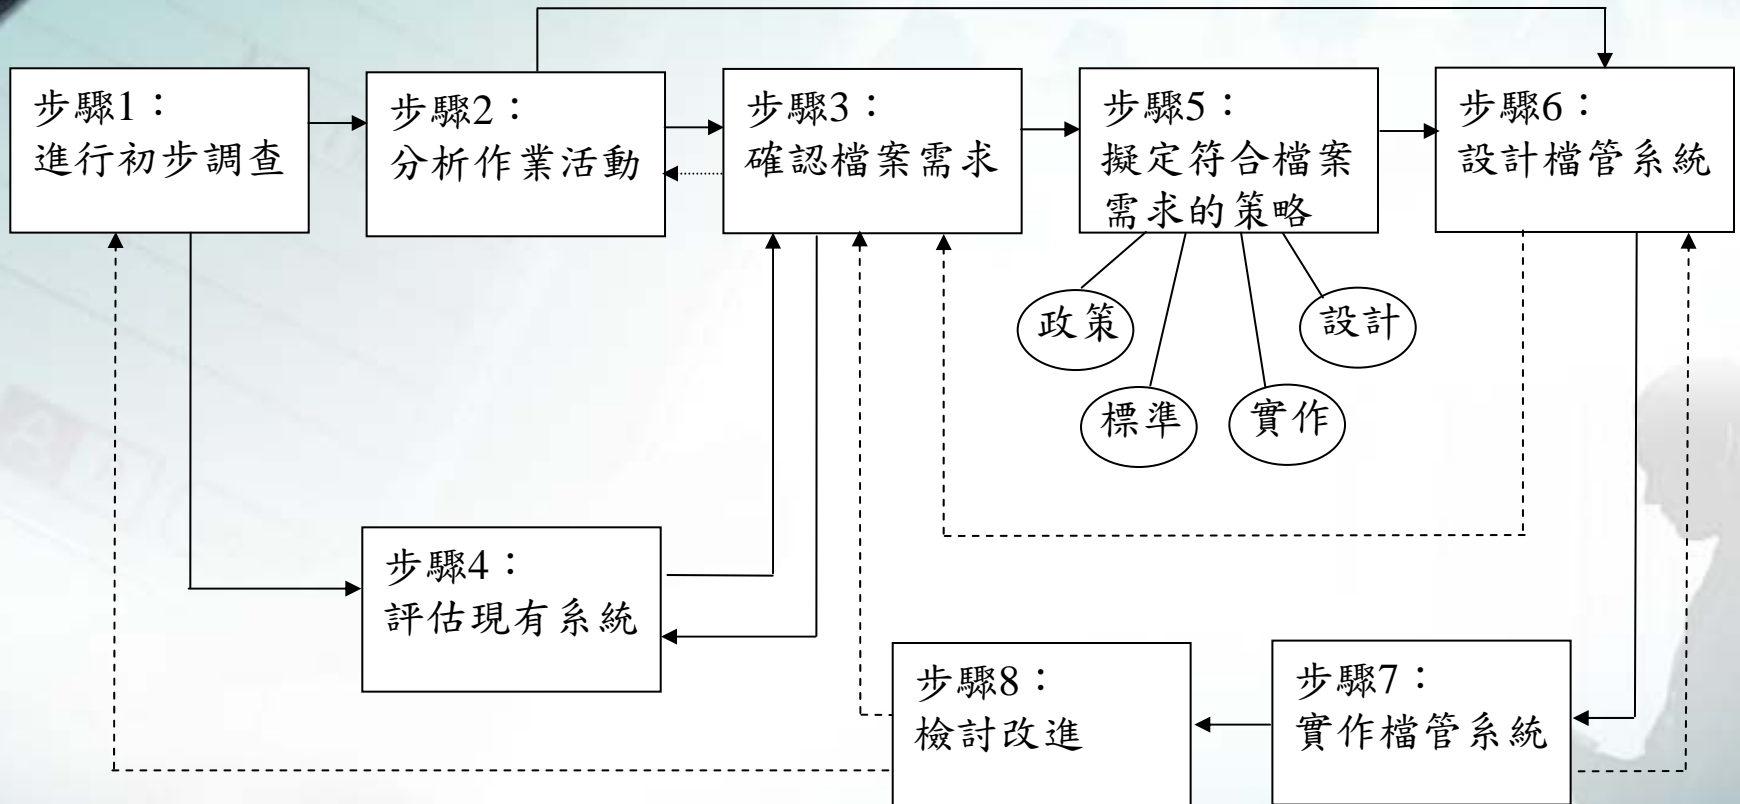 步驟1：
進行初步調查
步驟2：
分析作業活動
步驟3：
確認檔案需求
步驟5：
擬定符合檔案
需求的策略
步驟6：
設計檔管系統
政策
設計
標準
實作
步驟4：
評估現有系統
步驟8：
檢討改進
步驟7：
實作檔管系統